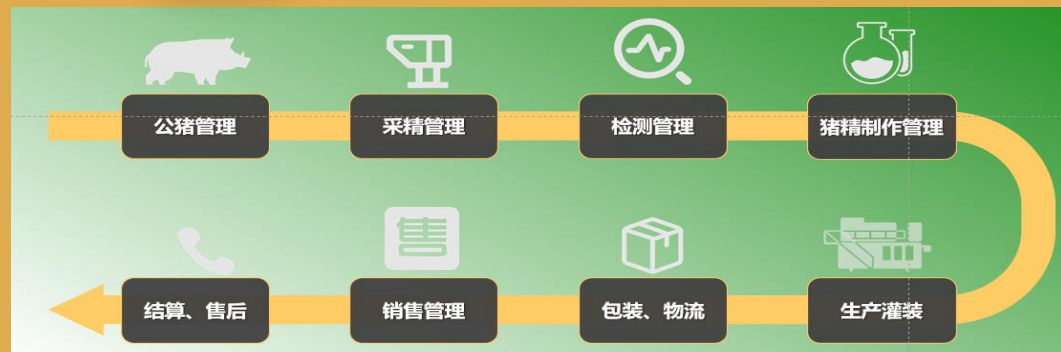 公猪管理
采精管理
检测管理
猪精制作管理
售
结算、售后
销售管理
包装、物流
生产灌装